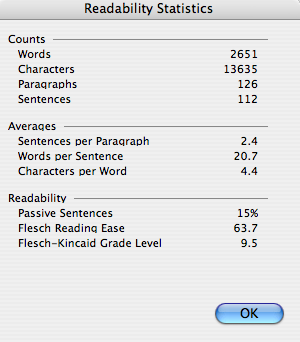 Readability Statistics
Counts
Words 2651
Characters 13635
Paragraphs 126
Sentences 112
Averages
Sentences per Paragraph 2.4
Words per Sentence 20.7
Characters per Word 4.4
Readability
Passive Sentences 15%
Flesch Reading Ease 63.7
Flesch-Kincaid Grade Level 9.5
OK